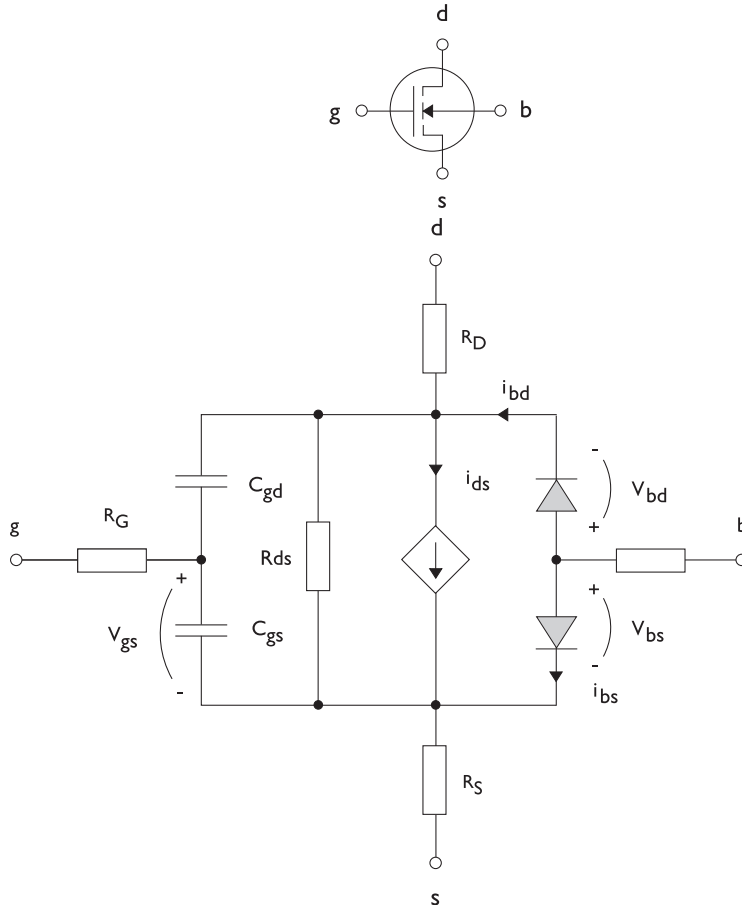 d
g
b
s
d
R_D
i_bd
C_gd
i_ds
-
V_bd
g
R_G
Rds
+
b
+
V_gs
C_gs
+
V_bs
-
-
i_bs
R_S
s